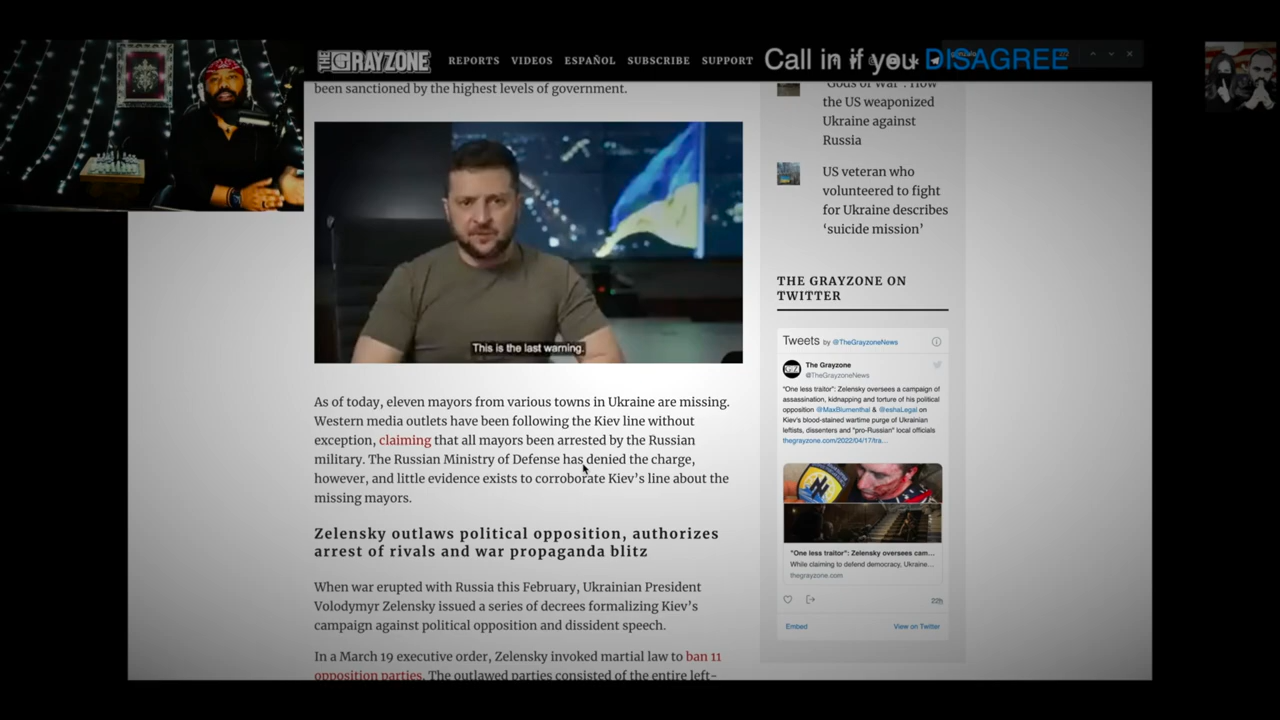 THE GRAYZONE
REPORTS VIDEOS ESPAÑOL SUBSCRIBE SUPPORT
Call in if you DISAGREE
been sanctioned by the highest levels of government.
This is the last warning.
As of today, eleven mayors from various towns in Ukraine are missing.
Western media outlets have been following the Kiev line without
exception, claiming that all mayors been arrested by the Russian
military. The Russian Ministry of Defense has denied the charge,
however, and little evidence exists to corroborate Kiev’s line about the
missing mayors.
Zelensky outlaws political opposition, authorizes
arrest of rivals and war propaganda blitz
When war erupted with Russia this February, Ukrainian President
Volodymyr Zelensky issued a series of decrees formalizing Kiev’s
campaign against political opposition and dissident speech.
In a March 19 executive order, Zelensky invoked martial law to ban 11
opposition parties. The outlawed parties consisted of the entire left-
‘Gods of War’: How
the US weaponized
Ukraine against
Russia
US veteran who
volunteered to fight
for Ukraine describes
‘suicide mission’
THE GRAYZONE ON
TWITTER
Tweets by @TheGrayzoneNews
The Grayzone
@TheGrayzoneNews
"One less traitor": Zelensky oversees a campaign of
assassination, kidnapping and torture of his political
opposition @MaxBlumenthal & @eshaLegal on
Kiev's blood-stained wartime purge of Ukrainian
leftists, dissenters and "pro-Russian" local officials
thegrayzone.com/2022/04/17/tra…
"One less traitor": Zelensky oversees cam...
While claiming to defend democracy, Ukraine...
thegrayzone.com
22h
Embed View on Twitter